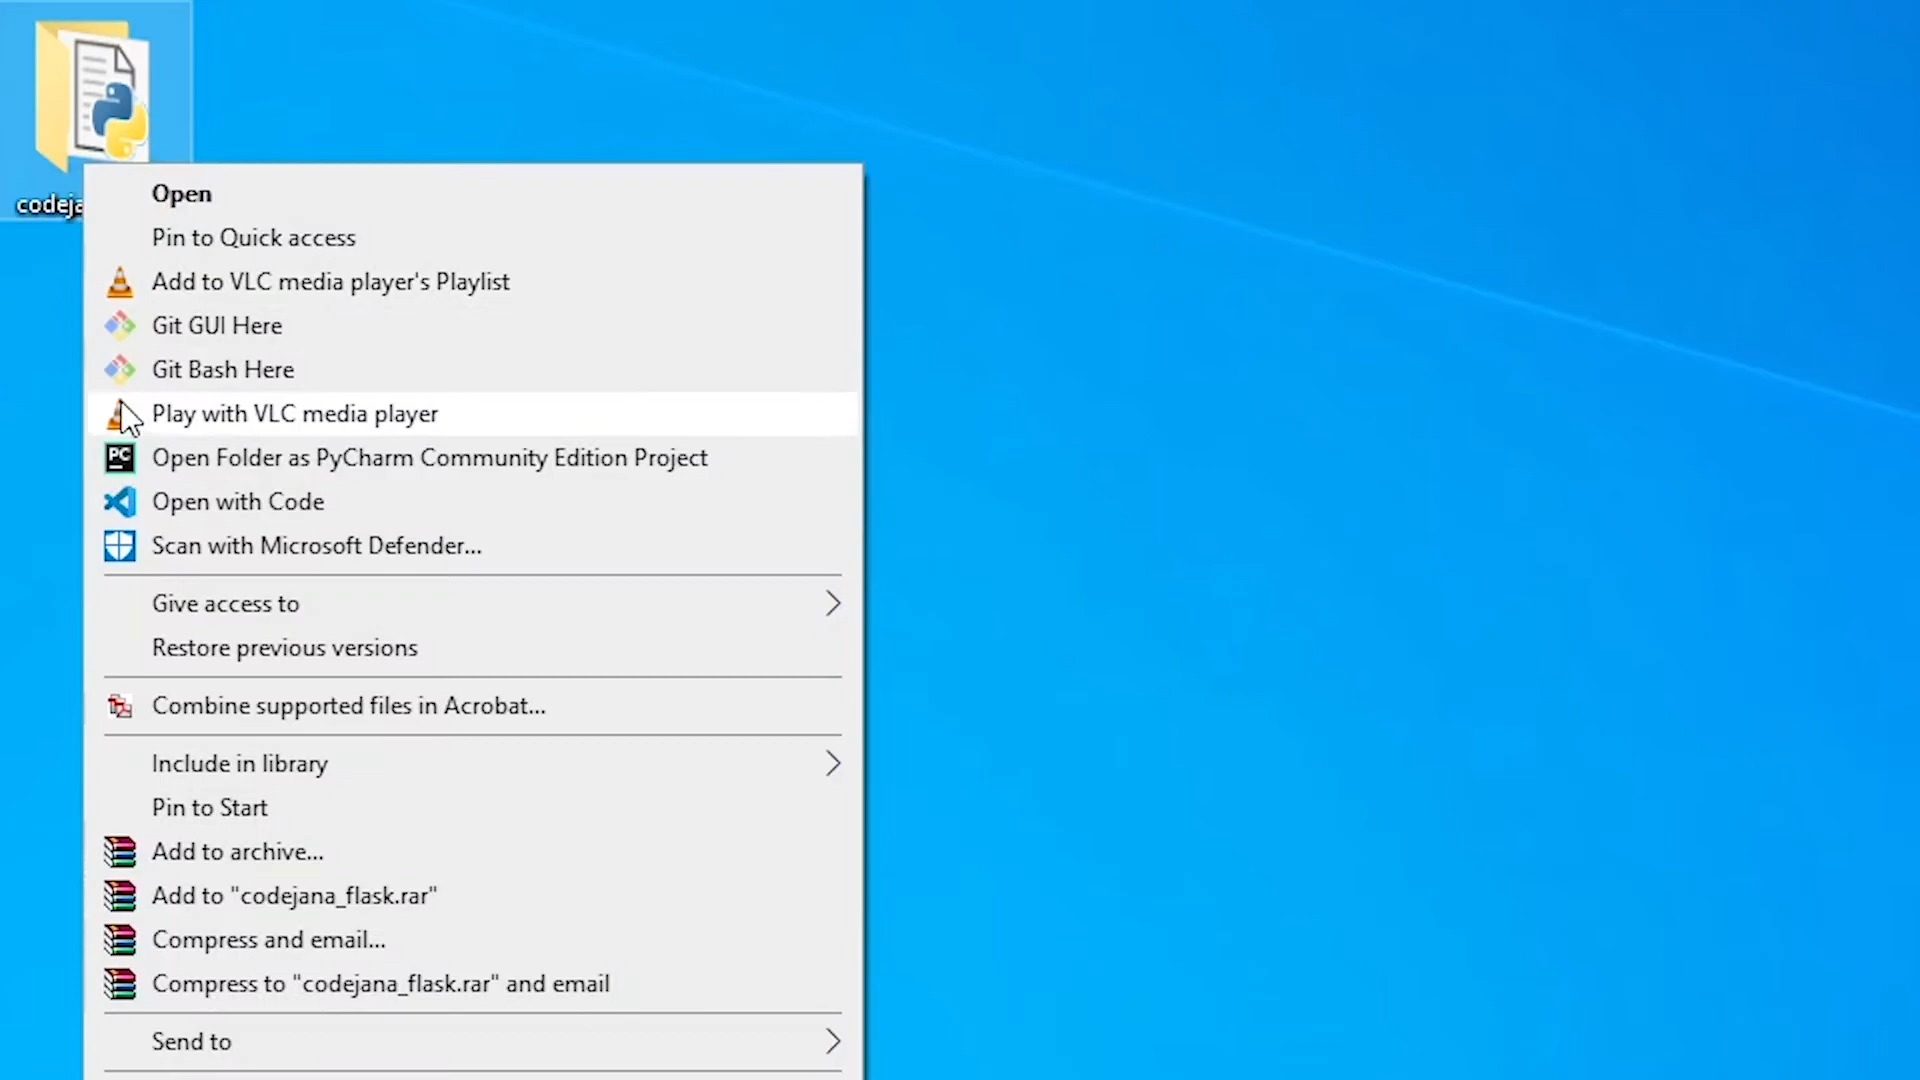 codeja
Open
Pin to Quick access
Add to VLC media player's Playlist
Git GUI Here
Git Bash Here
Play with VLC media player
PC Open Folder as PyCharm Community Edition Project
Open with Code
Scan with Microsoft Defender...
Give access to
Restore previous versions
Combine supported files in Acrobat...
Include in library
Pin to Start
Add to archive...
Add to "codejana_flask.rar"
Compress and email...
Compress to "codejana_flask.rar" and email
Send to